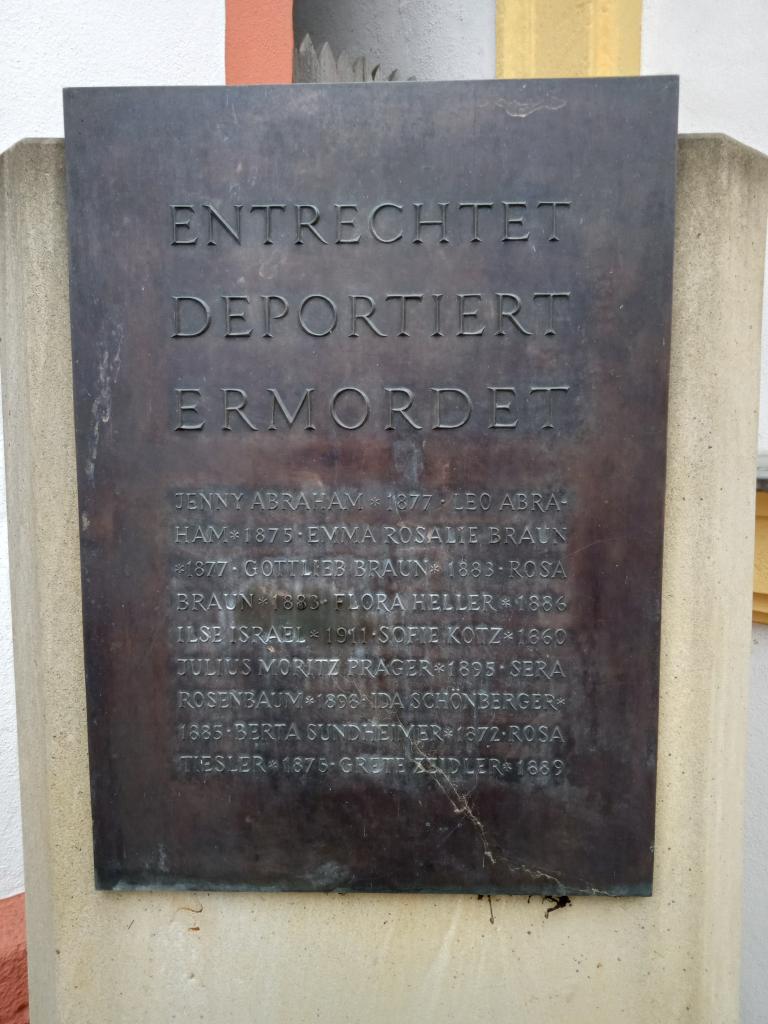 ENTRECHTET
DEPORTIERT
ERMORDET
JENNY ABRAHAM * 1877 · LEO ABRA-
HAM * 1875 · EMMA ROSALIE BRAUN
* 1877 · GOTTLIEB BRAUN * 1883 · ROSA
BRAUN * 1883 · FLORA HELLER * 1886
ILSE ISRAEL * 1911 · SOFIE KOTZ * 1860
JULIUS MORITZ PRAGER * 1895 · SERA
ROSENBAUM * 1898 · IDA SCHÖNBERGER *
1885 · BERTA SUNDHEIMER * 1872 · ROSA
TIESLER * 1875 · GRETE ZEIDLER * 1889